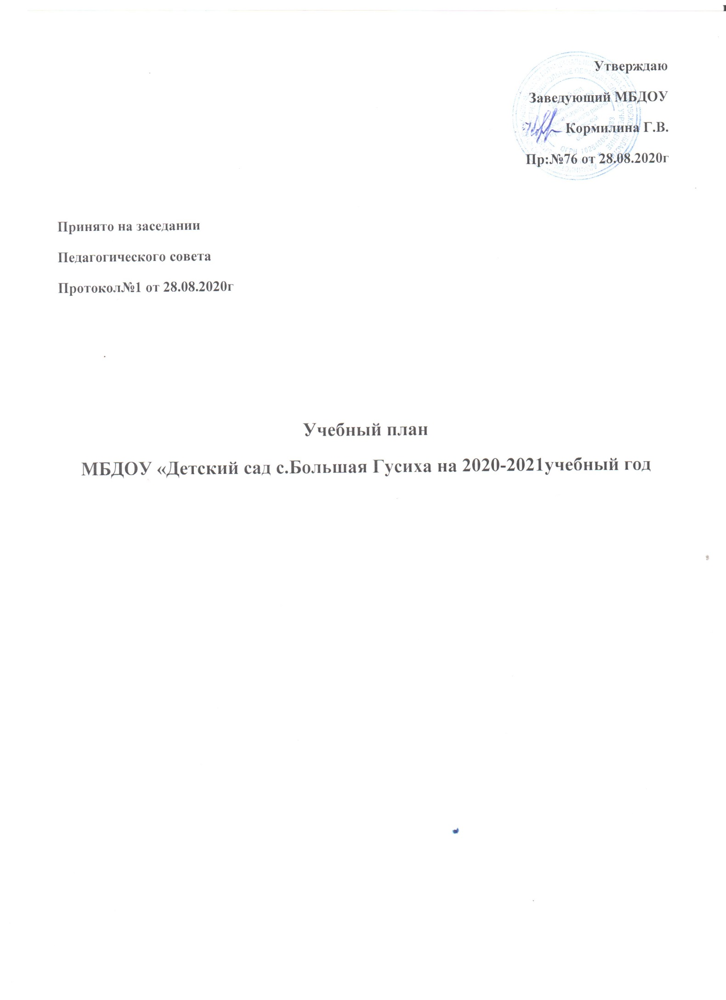 Утверждаю
Заведующий МБДОУ
Кормилина Г.В.
Пр:№76 от 28.08.2020г
Принято на заседании
Педагогического совета
Протокол№1 от 28.08.2020г
Учебный план
МБДОУ «Детский сад с.Большая Гусиха на 2020-2021учебный год